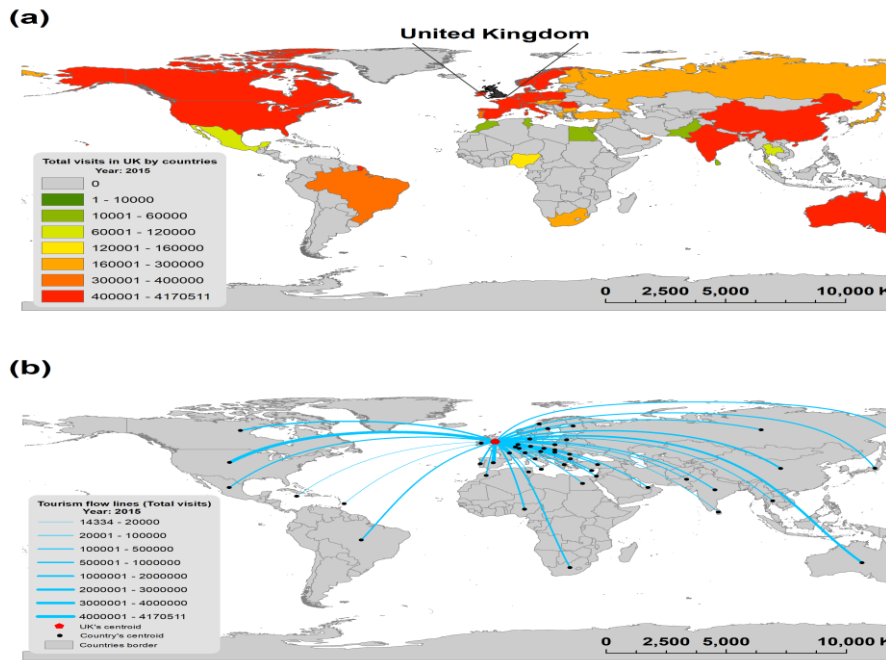 (a)
United Kingdom
Total visits in UK by countries
Year: 2015
0
1 - 10000
10001 - 60000
60001 - 120000
120001 - 160000
160001 - 300000
300001 - 400000
400001 - 4170511
0 2,500 5,000 10,000 K
(b)
Tourism flow lines (Total visits)
Year: 2015
14334 - 20000
20001 - 100000
100001 - 500000
500001 - 1000000
1000001 - 2000000
2000001 - 3000000
3000001 - 4000000
4000001 - 4170511
UK's centroid
Country's centroid
Countries border
0 2,500 5,000 10,000 K